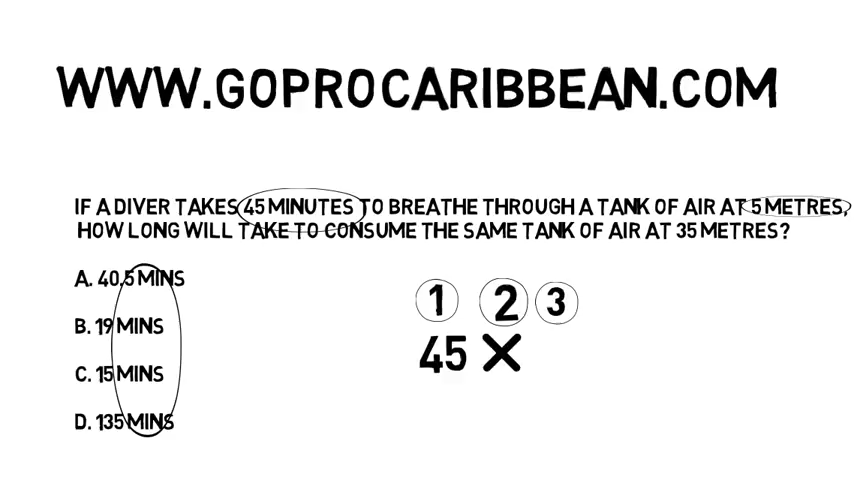 WWW.GOPROCARIBBEAN.COM
IF A DIVER TAKES 45 MINUTES TO BREATHE THROUGH A TANK OF AIR AT 5 METRES,
HOW LONG WILL TAKE TO CONSUME THE SAME TANK OF AIR AT 35 METRES?
A. 40.5 MINS
B. 19 MINS
C. 15 MINS
D. 135 MINS
1 2 3
45 ×